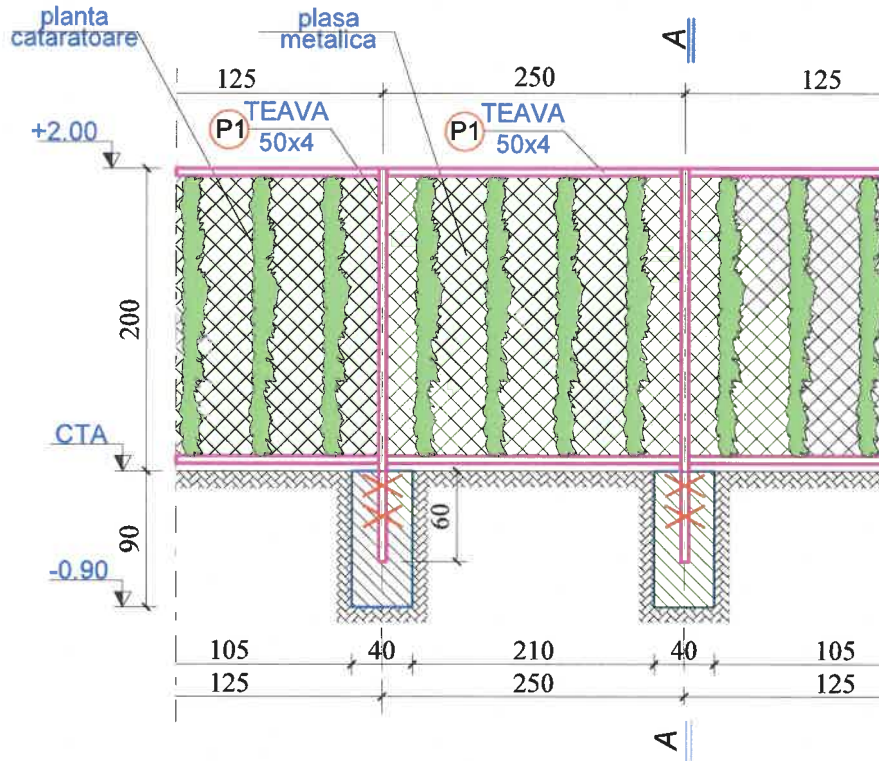 planta
cataratoare
plasa
metalica
A
125
250
125
P1
TEAVA
50x4
P1
TEAVA
50x4
+2.00
200
CTA
90
60
-0.90
105
40
210
40
105
125
250
125
A